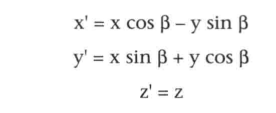 x' = x cos β – y sin β
y' = x sin β + y cos β
z' = z